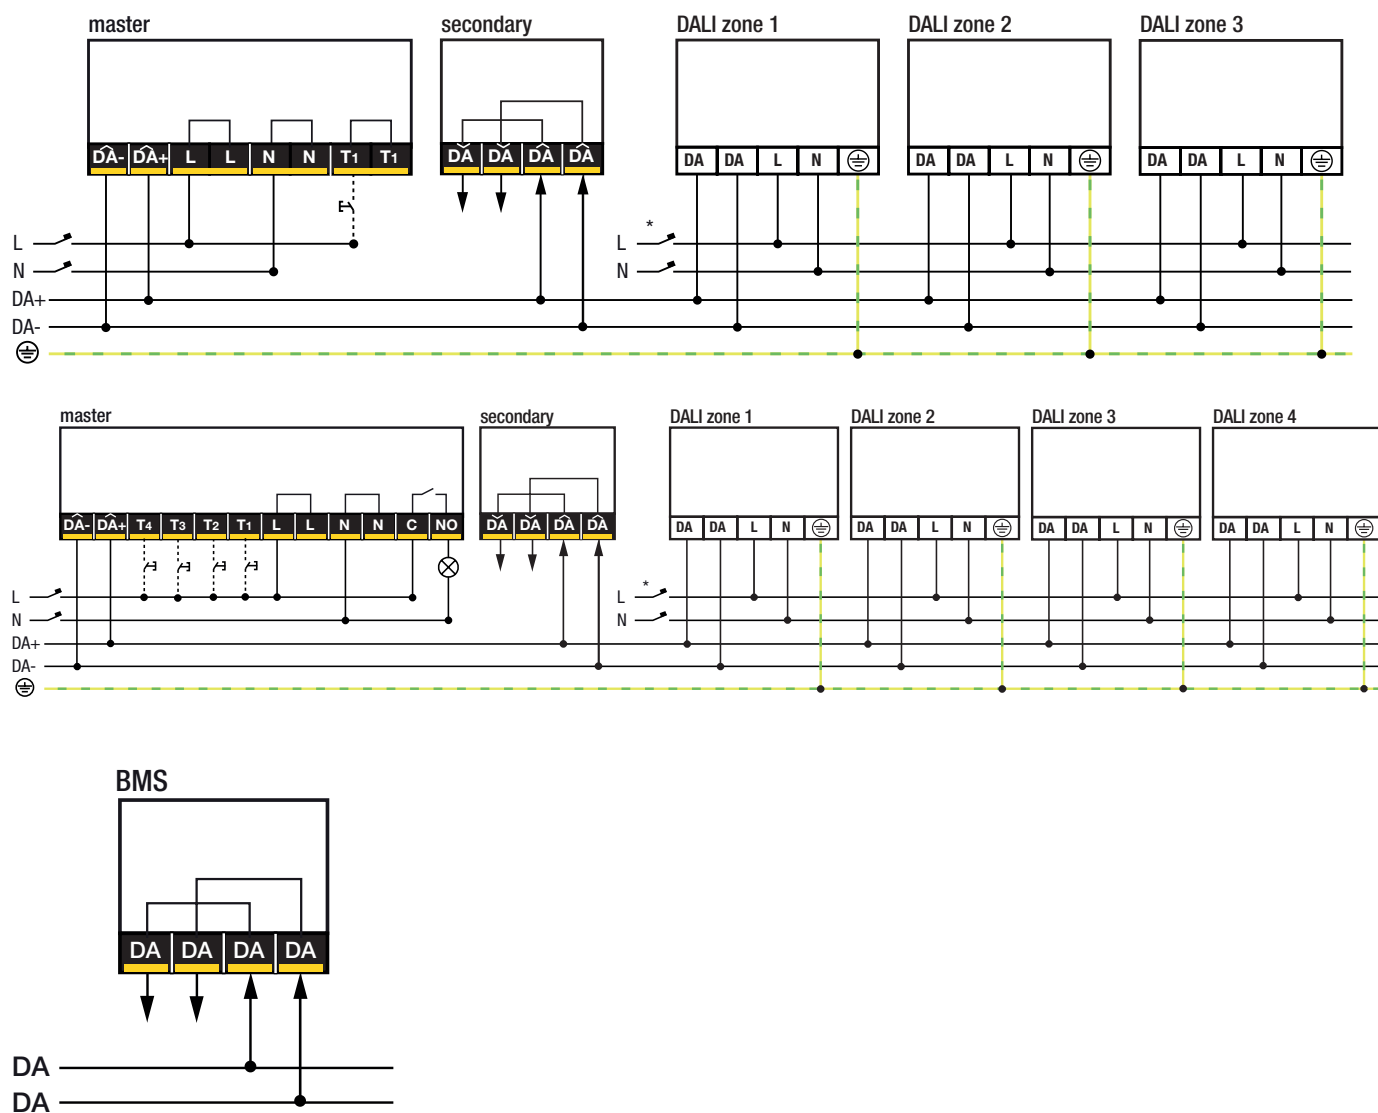 master secondary DALI zone 1 DALI zone 2 DALI zone 3
DA- DA+ L L N N T1 T1 DA DA DA DA DA DA L N DA DA L N DA DA L N
L * L
N N
DA+
DA-
master secondary DALI zone 1 DALI zone 2 DALI zone 3 DALI zone 4
DA- DA+ T4 T3 T2 T1 L L N N C NO DA DA DA DA DA DA L N DA DA L N DA DA L N DA DA L N
L * L
N N
DA+
DA-
BMS
DA DA DA DA
DA
DA